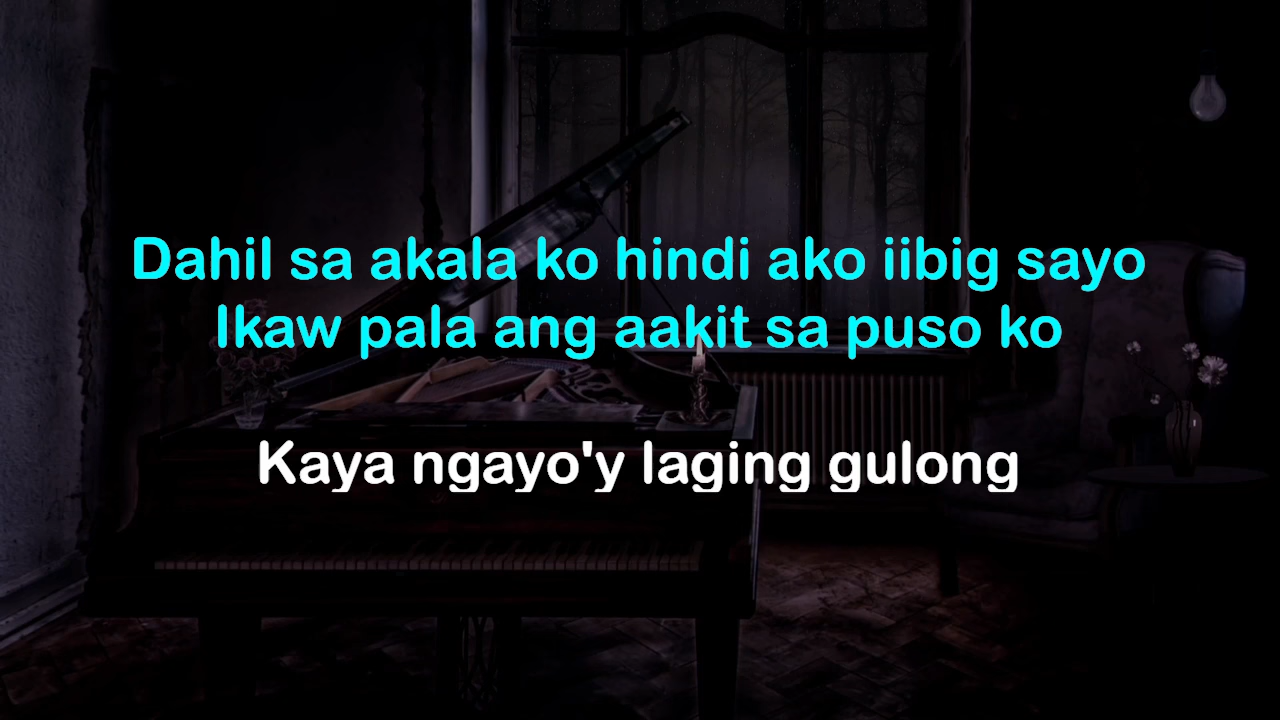 Dahil sa akala ko hindi ako iibig sayo
Ikaw pala ang aakit sa puso ko
Kaya ngayo'y laging gulong